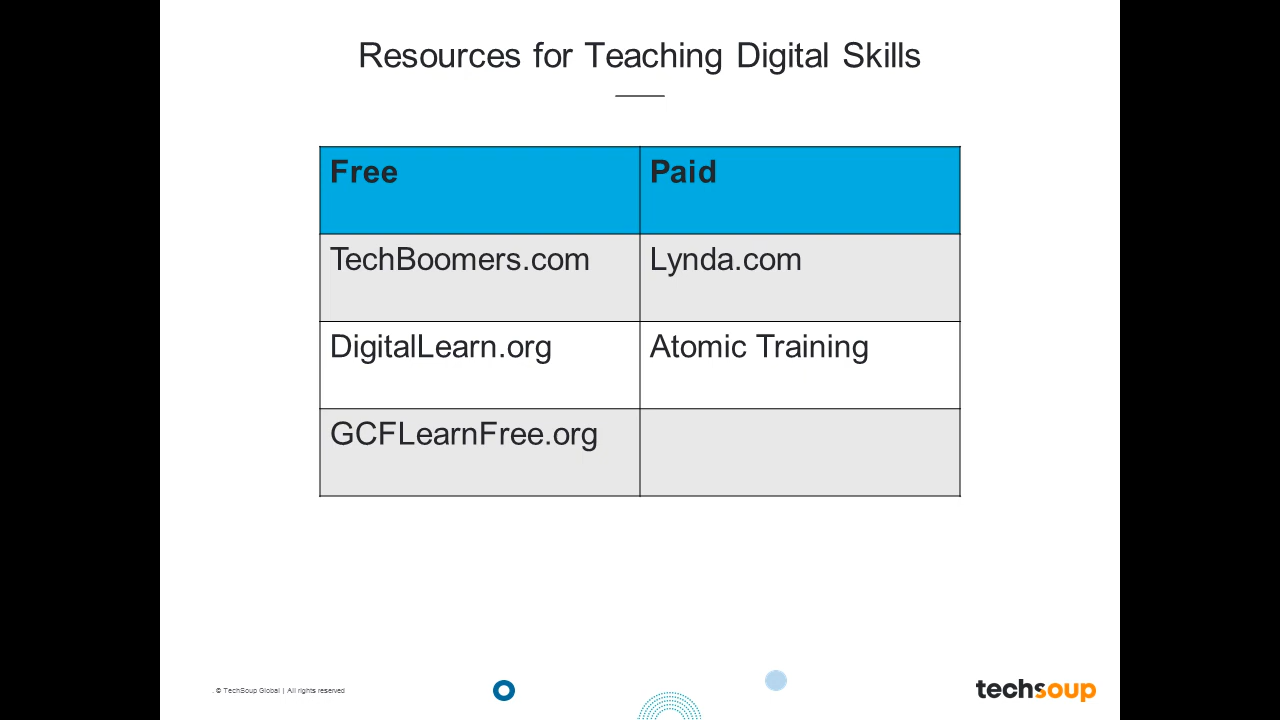 Resources for Teaching Digital Skills
Free Paid
TechBoomers.com Lynda.com
DigitalLearn.org Atomic Training
GCFLearnFree.org
. © TechSoup Global | All rights reserved
techsoup